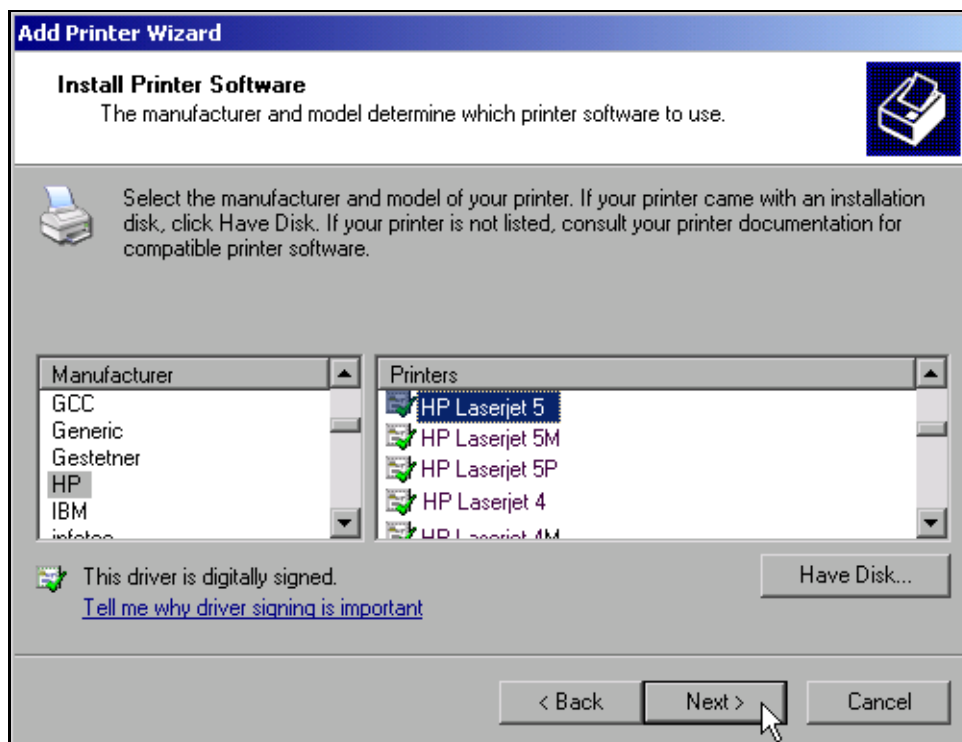 Add Printer Wizard
Install Printer Software
The manufacturer and model determine which printer software to use.
Select the manufacturer and model of your printer. If your printer came with an installation
disk, click Have Disk. If your printer is not listed, consult your printer documentation for
compatible printer software.
Manufacturer
GCC
Generic
Gestetner
HP
IBM
infotec
Printers
HP Laserjet 5
HP Laserjet 5M
HP Laserjet 5P
HP Laserjet 4
HP Laserjet 4M
This driver is digitally signed.
Tell me why driver signing is important
Have Disk...
< Back
Next >
Cancel